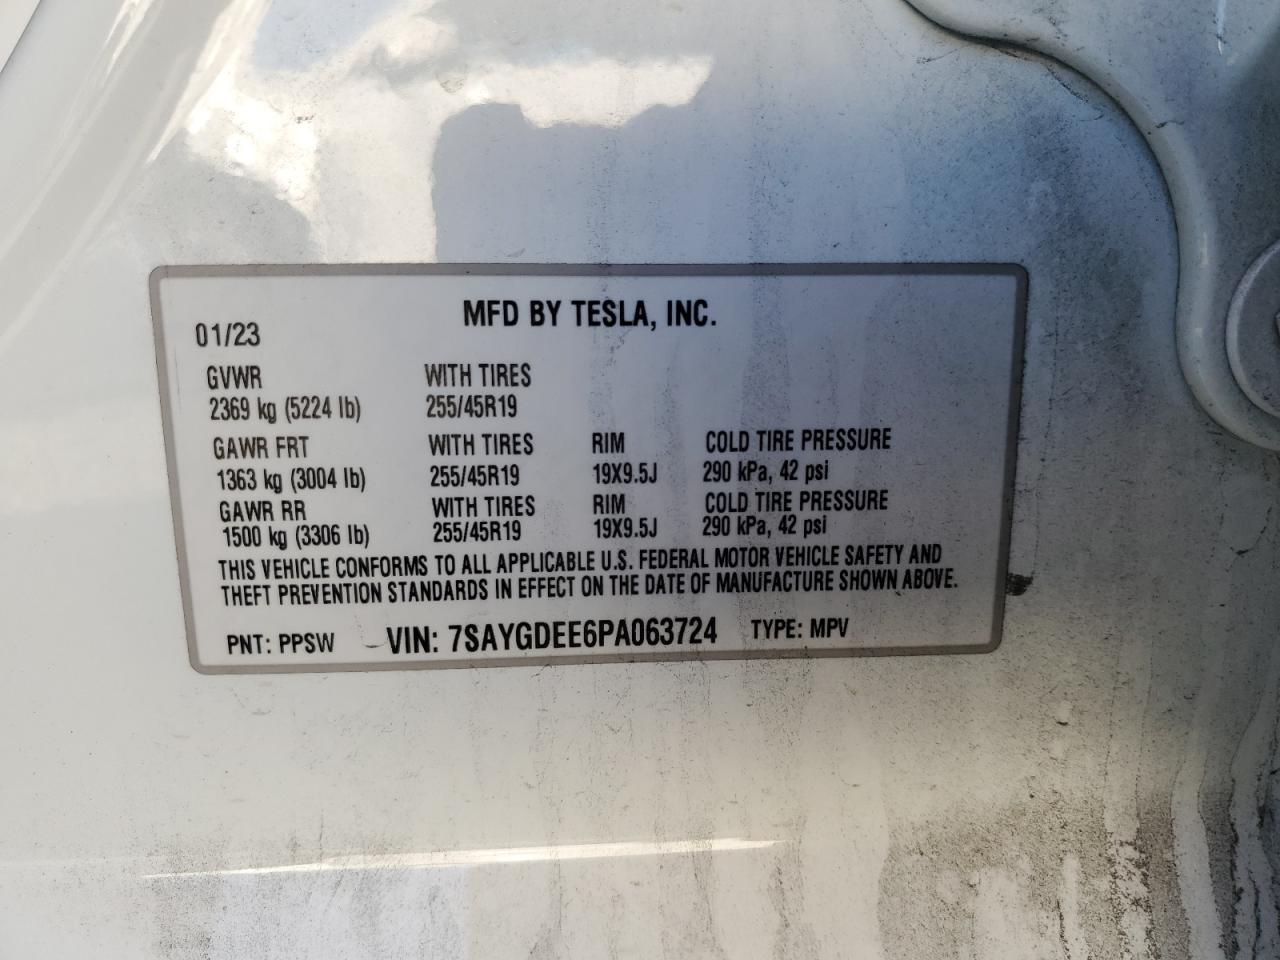 MFD BY TESLA, INC.
01/23
GVWR WITH TIRES
2369 kg (5224 lb) 255/45R19
GAWR FRT WITH TIRES RIM COLD TIRE PRESSURE
1363 kg (3004 lb) 255/45R19 19X9.5J 290 kPa, 42 psi
GAWR RR WITH TIRES RIM COLD TIRE PRESSURE
1500 kg (3306 lb) 255/45R19 19X9.5J 290 kPa, 42 psi
THIS VEHICLE CONFORMS TO ALL APPLICABLE U.S. FEDERAL MOTOR VEHICLE SAFETY AND
THEFT PREVENTION STANDARDS IN EFFECT ON THE DATE OF MANUFACTURE SHOWN ABOVE.
PNT: PPSW VIN: 7SAYGDEE6PA063724 TYPE: MPV